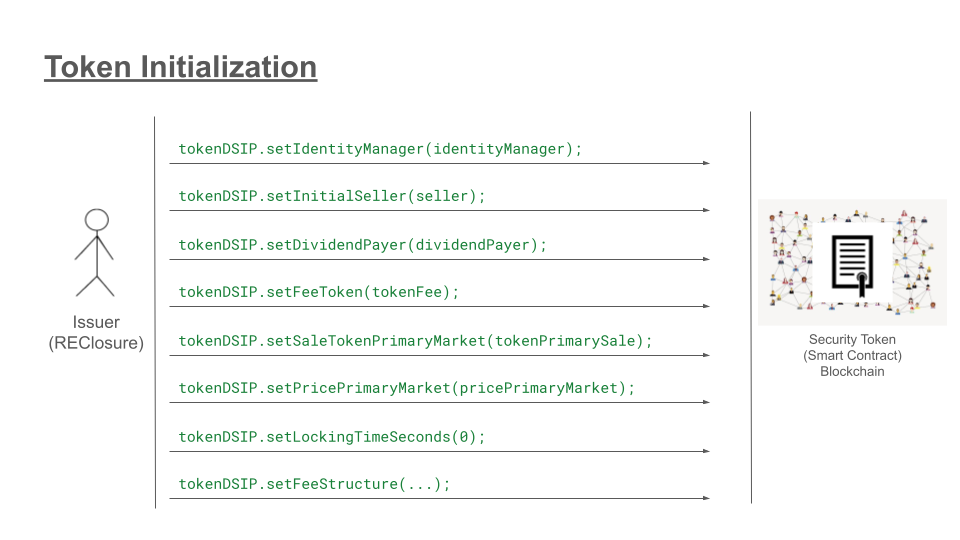 Token Initialization
tokenDSIP.setIdentityManager(identityManager);
tokenDSIP.setInitialSeller(seller);
tokenDSIP.setDividendPayer(dividendPayer);
tokenDSIP.setFeeToken(tokenFee);
Issuer
(REClosure)
tokenDSIP.setSaleTokenPrimaryMarket(tokenPrimarySale);
tokenDSIP.setPricePrimaryMarket(pricePrimaryMarket);
tokenDSIP.setLockingTimeSeconds(0);
tokenDSIP.setFeeStructure(...);
Security Token
(Smart Contract)
Blockchain